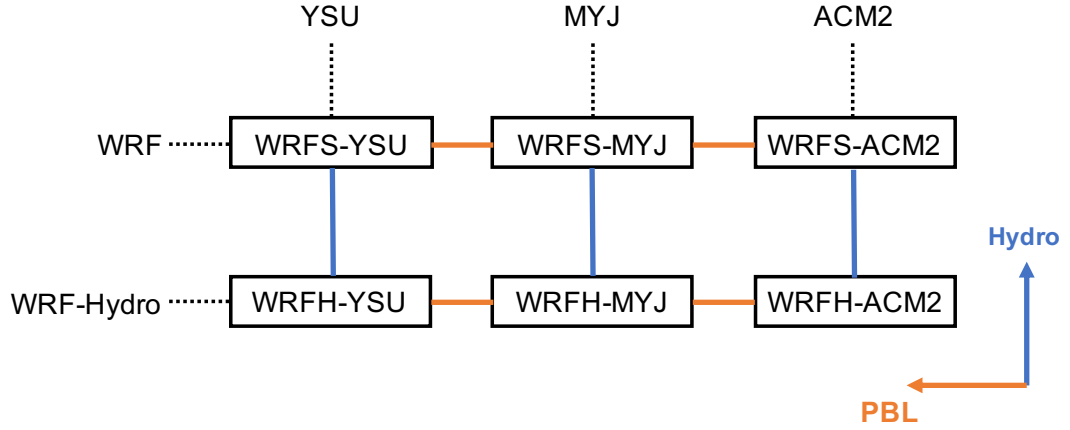 YSU MYJ ACM2
WRF WRFS-YSU WRFS-MYJ WRFS-ACM2
Hydro
WRF-Hydro WRFH-YSU WRFH-MYJ WRFH-ACM2
PBL